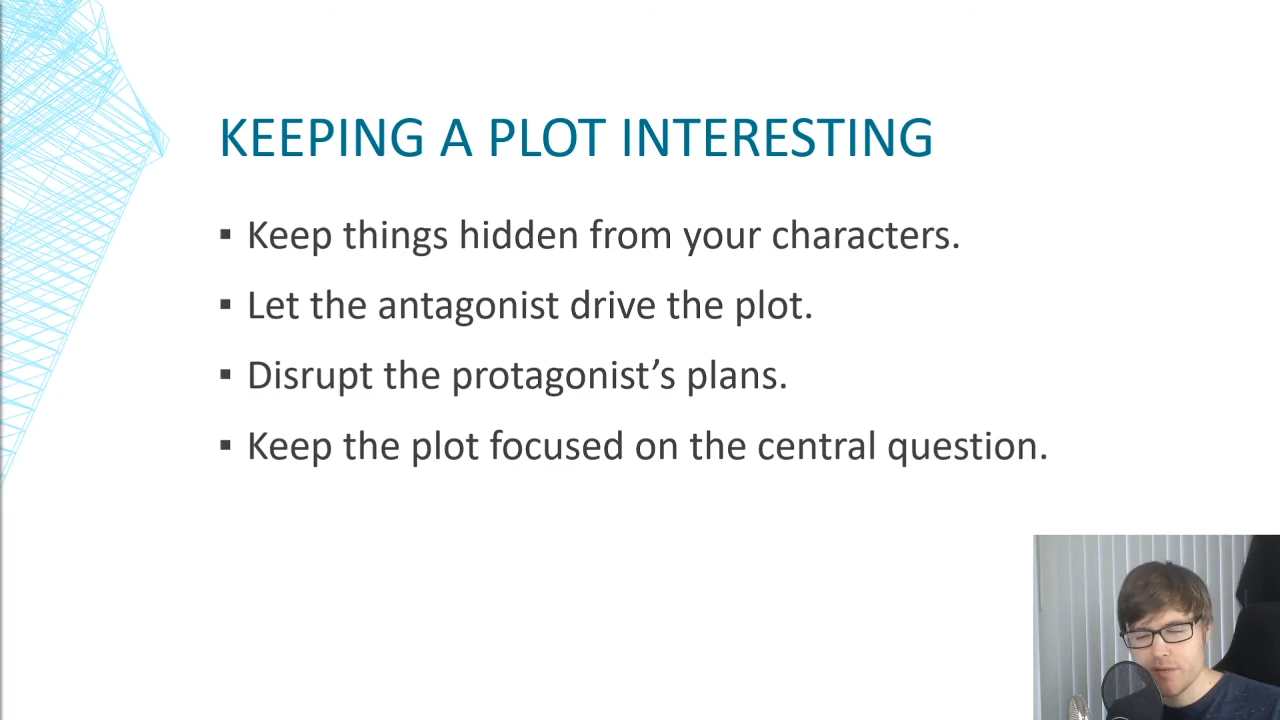 KEEPING A PLOT INTERESTING
▪ Keep things hidden from your characters.
▪ Let the antagonist drive the plot.
▪ Disrupt the protagonist’s plans.
▪ Keep the plot focused on the central question.